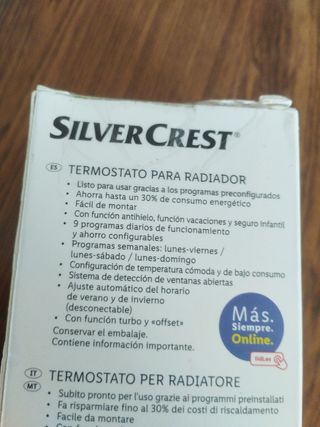 SILVERCREST®
ES TERMOSTATO PARA RADIADOR
• Listo para usar gracias a los programas preconfigurados
• Ahorra hasta un 30% de consumo energético
• Fácil de montar
• Con función antihielo, función vacaciones y seguro infantil
• 9 programas diarios de funcionamiento
y ahorro configurables
• Programas semanales: lunes-viernes /
lunes-sábado / lunes-domingo
• Configuración de temperatura cómoda y de bajo consumo
• Sistema de detección de ventanas abiertas
• Ajuste automático del horario
de verano y de invierno
(desconectable)
• Con función turbo y «offset»
Conservar el embalaje.
Contiene información importante.
Más.
Siempre.
Online.
lidl.es
IT TERMOSTATO PER RADIATORE
MT
• Subito pronto per l'uso grazie ai programmi preinstallati
• Fa risparmiare fino al 30% dei costi di riscaldamento
• Facile da montare